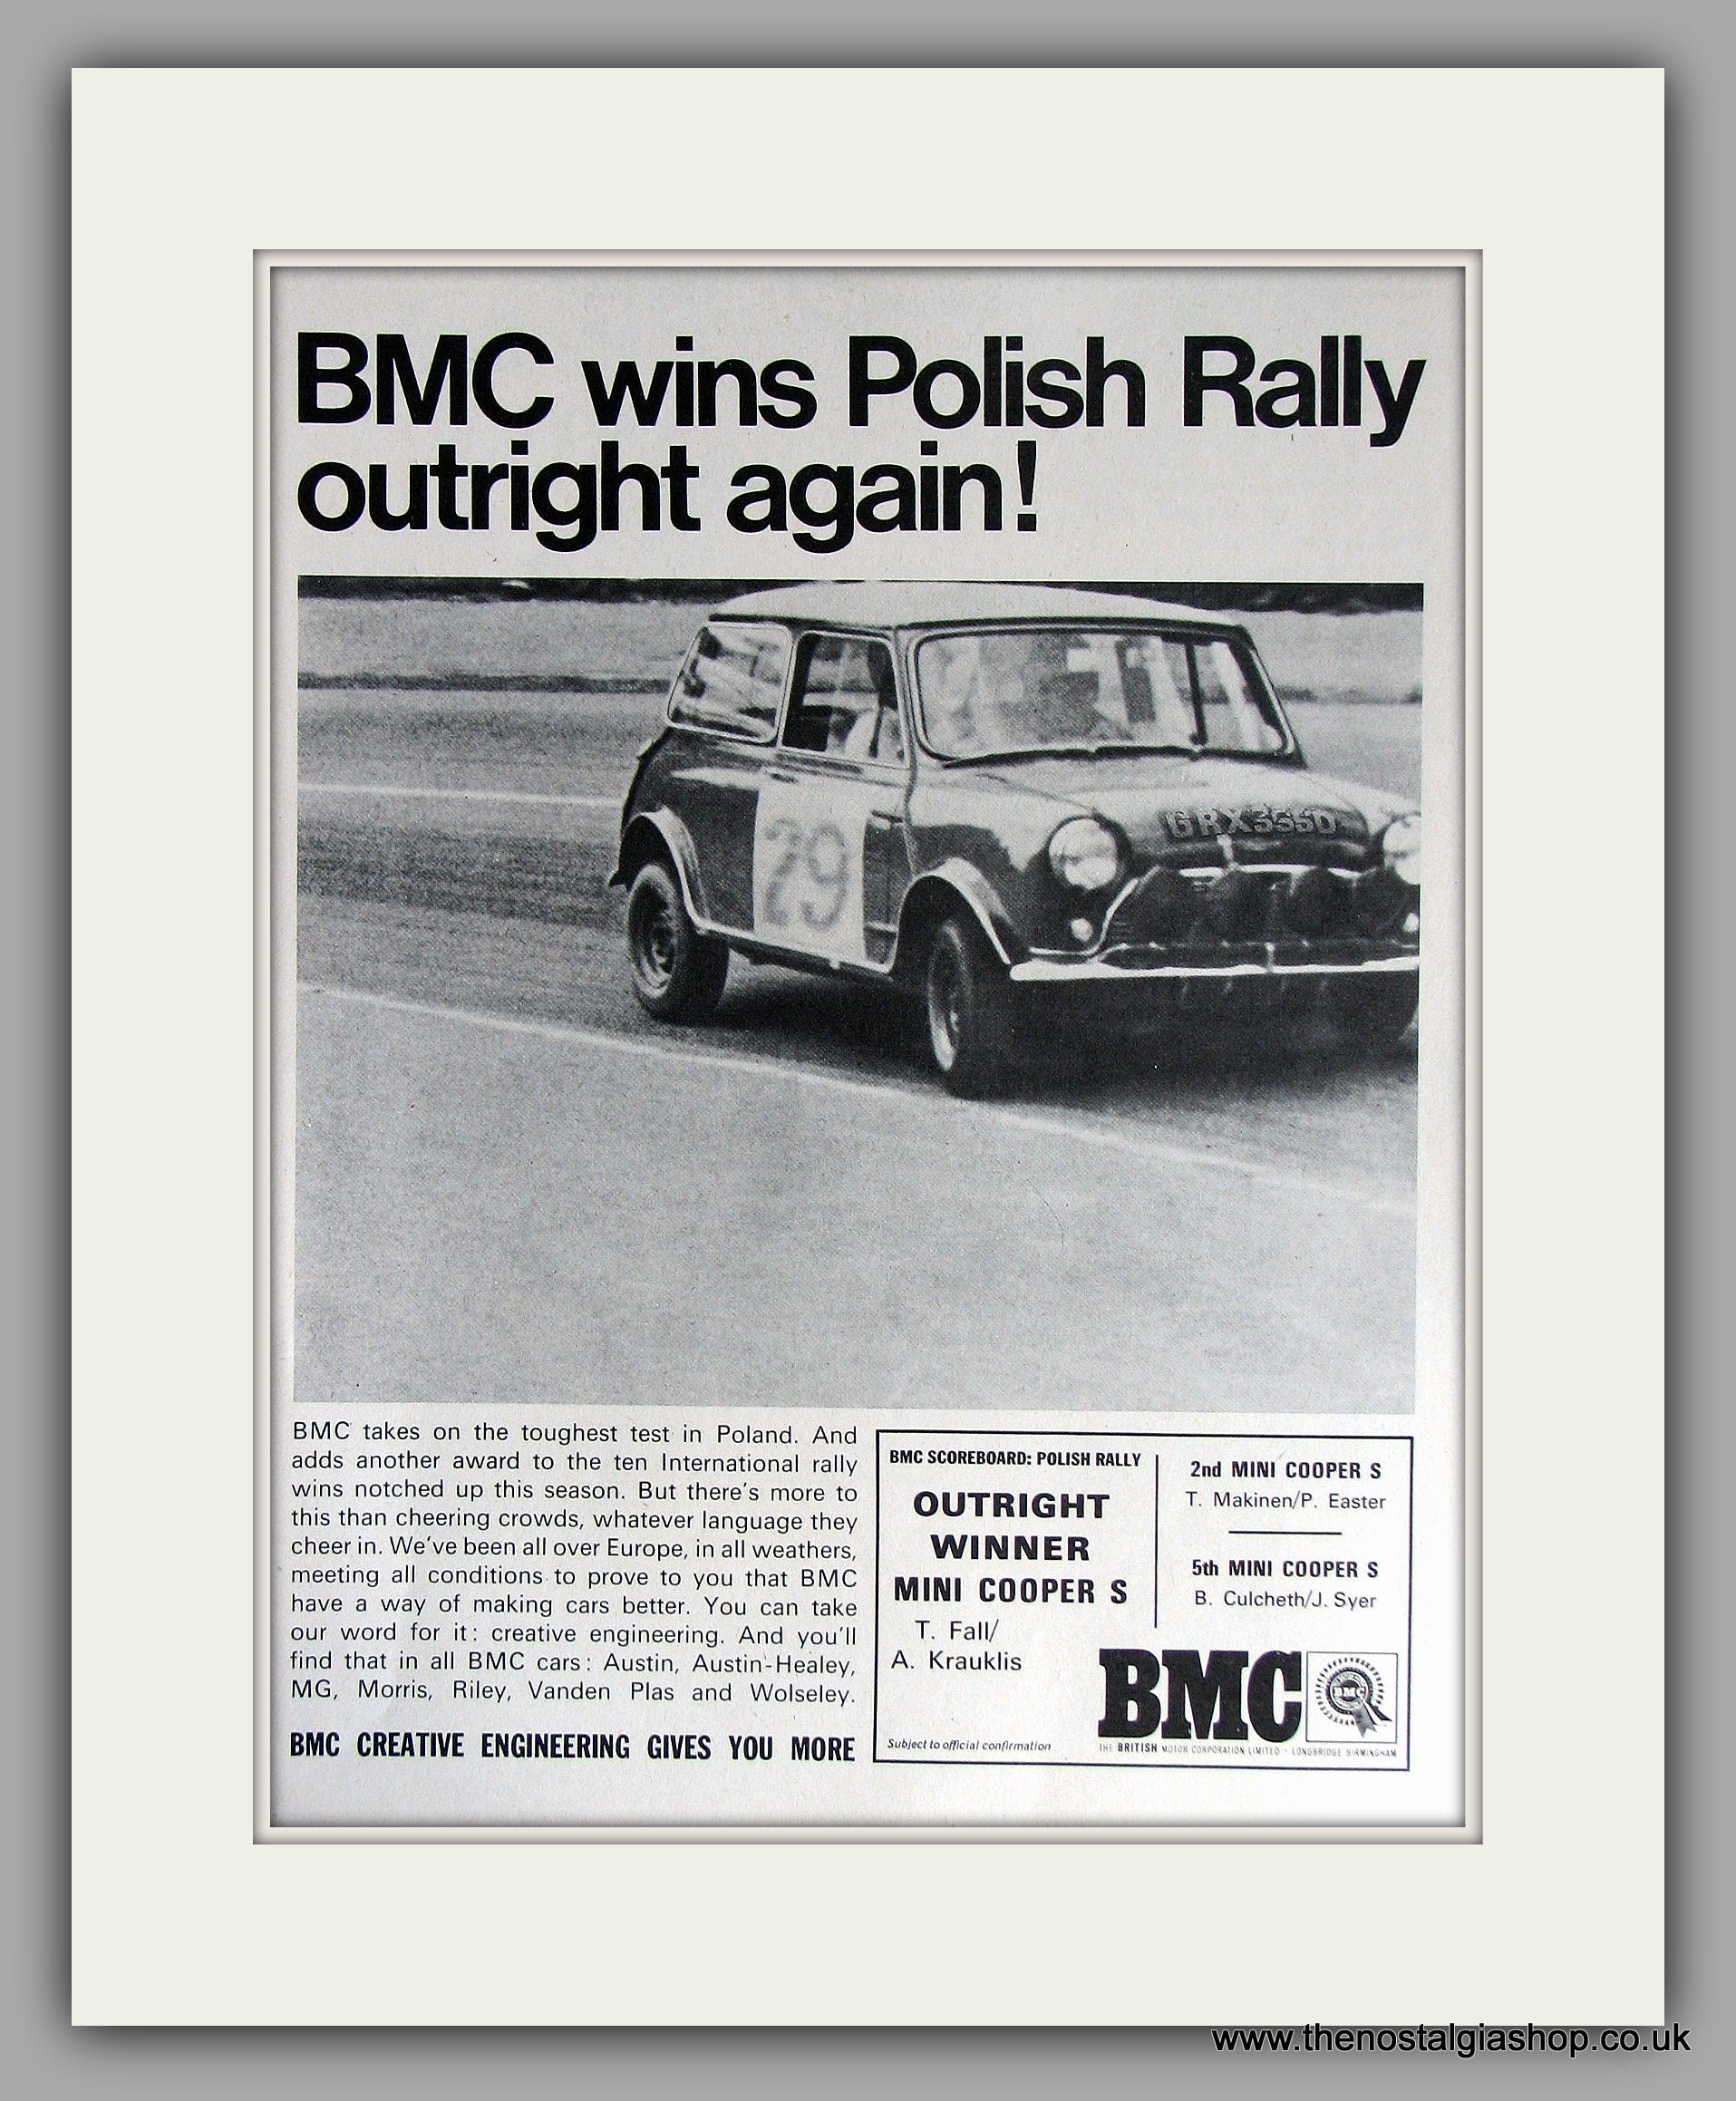 BMC wins Polish Rally
outright again!
29
GRX 555D
BMC takes on the toughest test in Poland. And
adds another award to the ten International rally
wins notched up this season. But there's more to
this than cheering crowds, whatever language they
cheer in. We've been all over Europe, in all weathers,
meeting all conditions to prove to you that BMC
have a way of making cars better. You can take
our word for it: creative engineering. And you'll
find that in all BMC cars: Austin, Austin-Healey,
MG, Morris, Riley, Vanden Plas and Wolseley.
BMC CREATIVE ENGINEERING GIVES YOU MORE
BMC SCOREBOARD: POLISH RALLY
OUTRIGHT
WINNER
MINI COOPER S
T. Fall/
A. Krauklis
Subject to official confirmation
2nd MINI COOPER S
T. Makinen/P. Easter
5th MINI COOPER S
B. Culcheth/J. Syer
BMC
BMC
THE BRITISH MOTOR CORPORATION LIMITED · LONGBRIDGE BIRMINGHAM
www.thenostalgiashop.co.uk